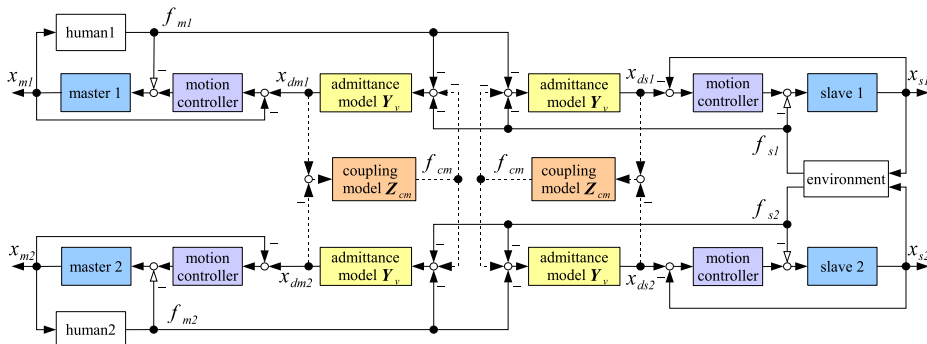 human1
f m1
x m1
master 1
motion controller
x dm1
admittance model Y v
admittance model Y v
x ds1
motion controller
slave 1
x s1
f s1
coupling model Z cm
f cm
f cm
coupling model Z cm
environment
f s2
x m2
master 2
motion controller
x dm2
admittance model Y v
admittance model Y v
x ds2
motion controller
slave 2
x s2
human2
f m2